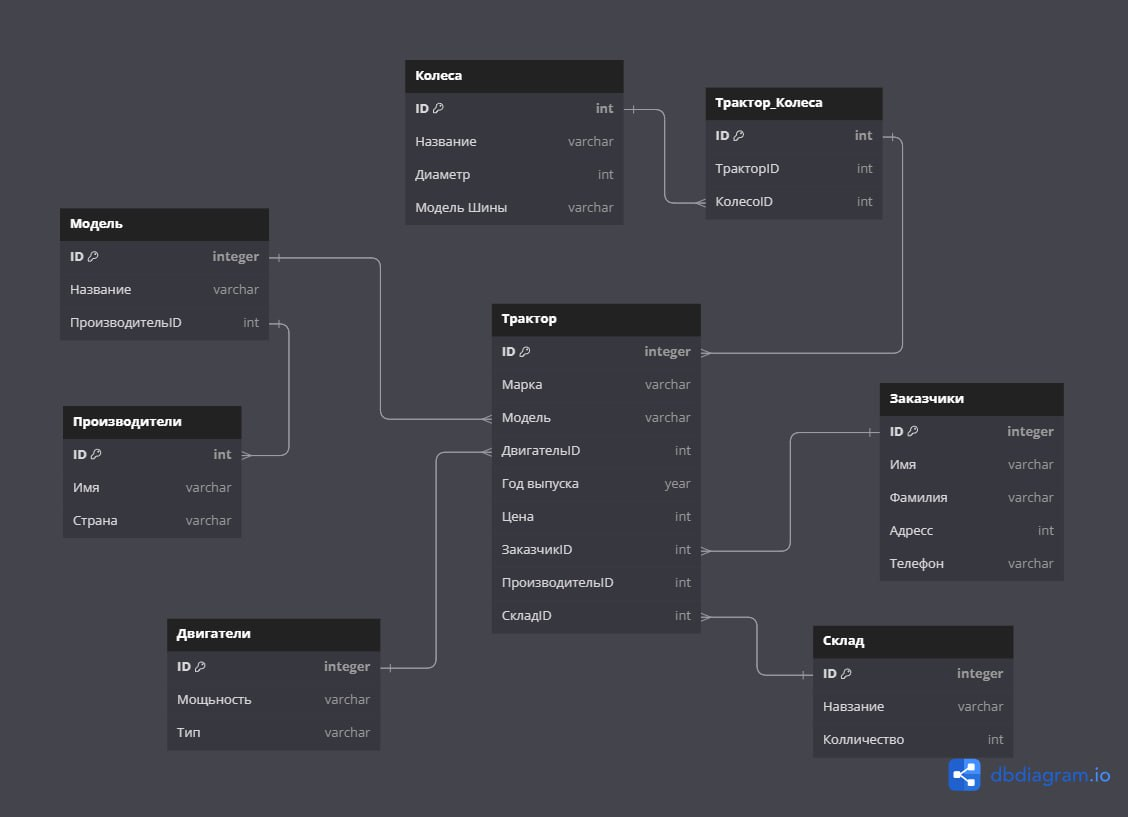 Колеса
ID int
Название varchar
Диаметр int
Модель Шины varchar
Трактор_Колеса
ID int
ТракторID int
КолесоID int
Модель
ID integer
Название varchar
ПроизводительID int
Трактор
ID integer
Марка varchar
Модель varchar
ДвигательID int
Год выпуска year
Цена int
ЗаказчикID int
ПроизводительID int
СкладID int
Производители
ID int
Имя varchar
Страна varchar
Заказчики
ID integer
Имя varchar
Фамилия varchar
Адресс int
Телефон varchar
Двигатели
ID integer
Мощьность varchar
Тип varchar
Склад
ID integer
Навзание varchar
Колличество int
dbdiagram.io